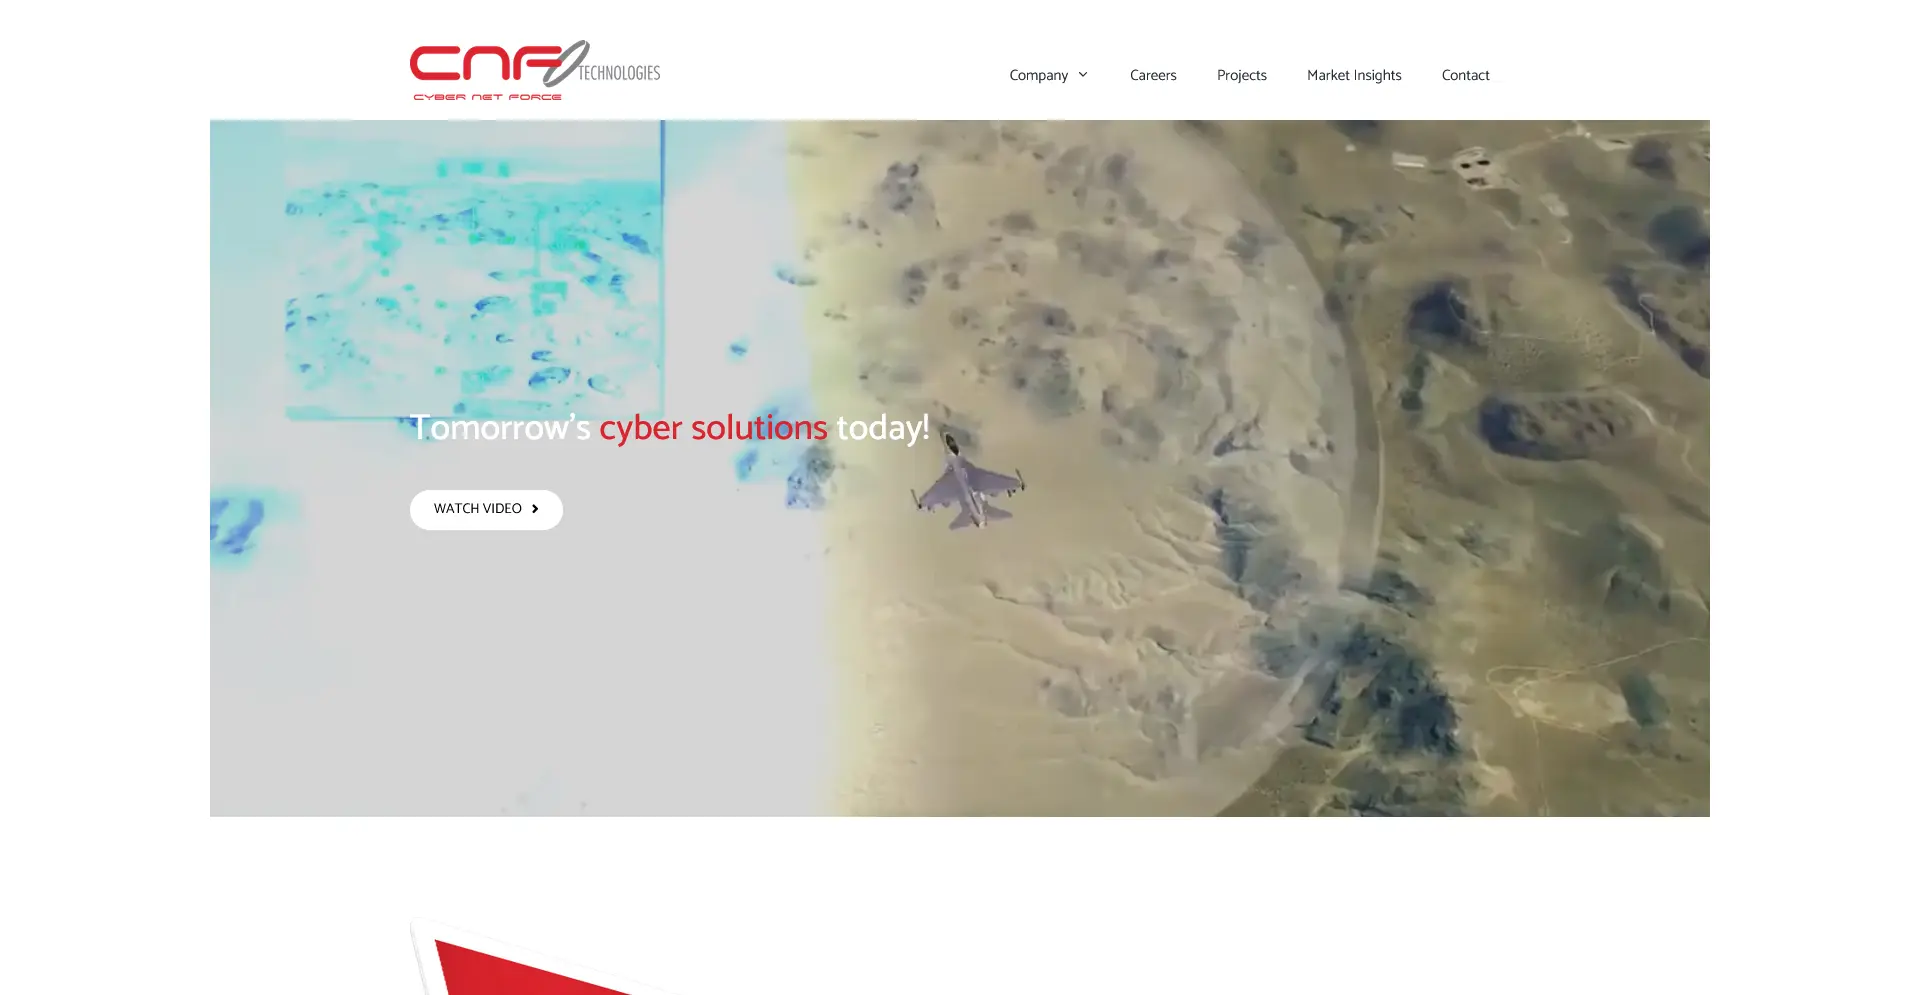 CNF TECHNOLOGIES
CYBER NET FORCE
Company
Careers
Projects
Market Insights
Contact
Tomorrow's cyber solutions today!
WATCH VIDEO